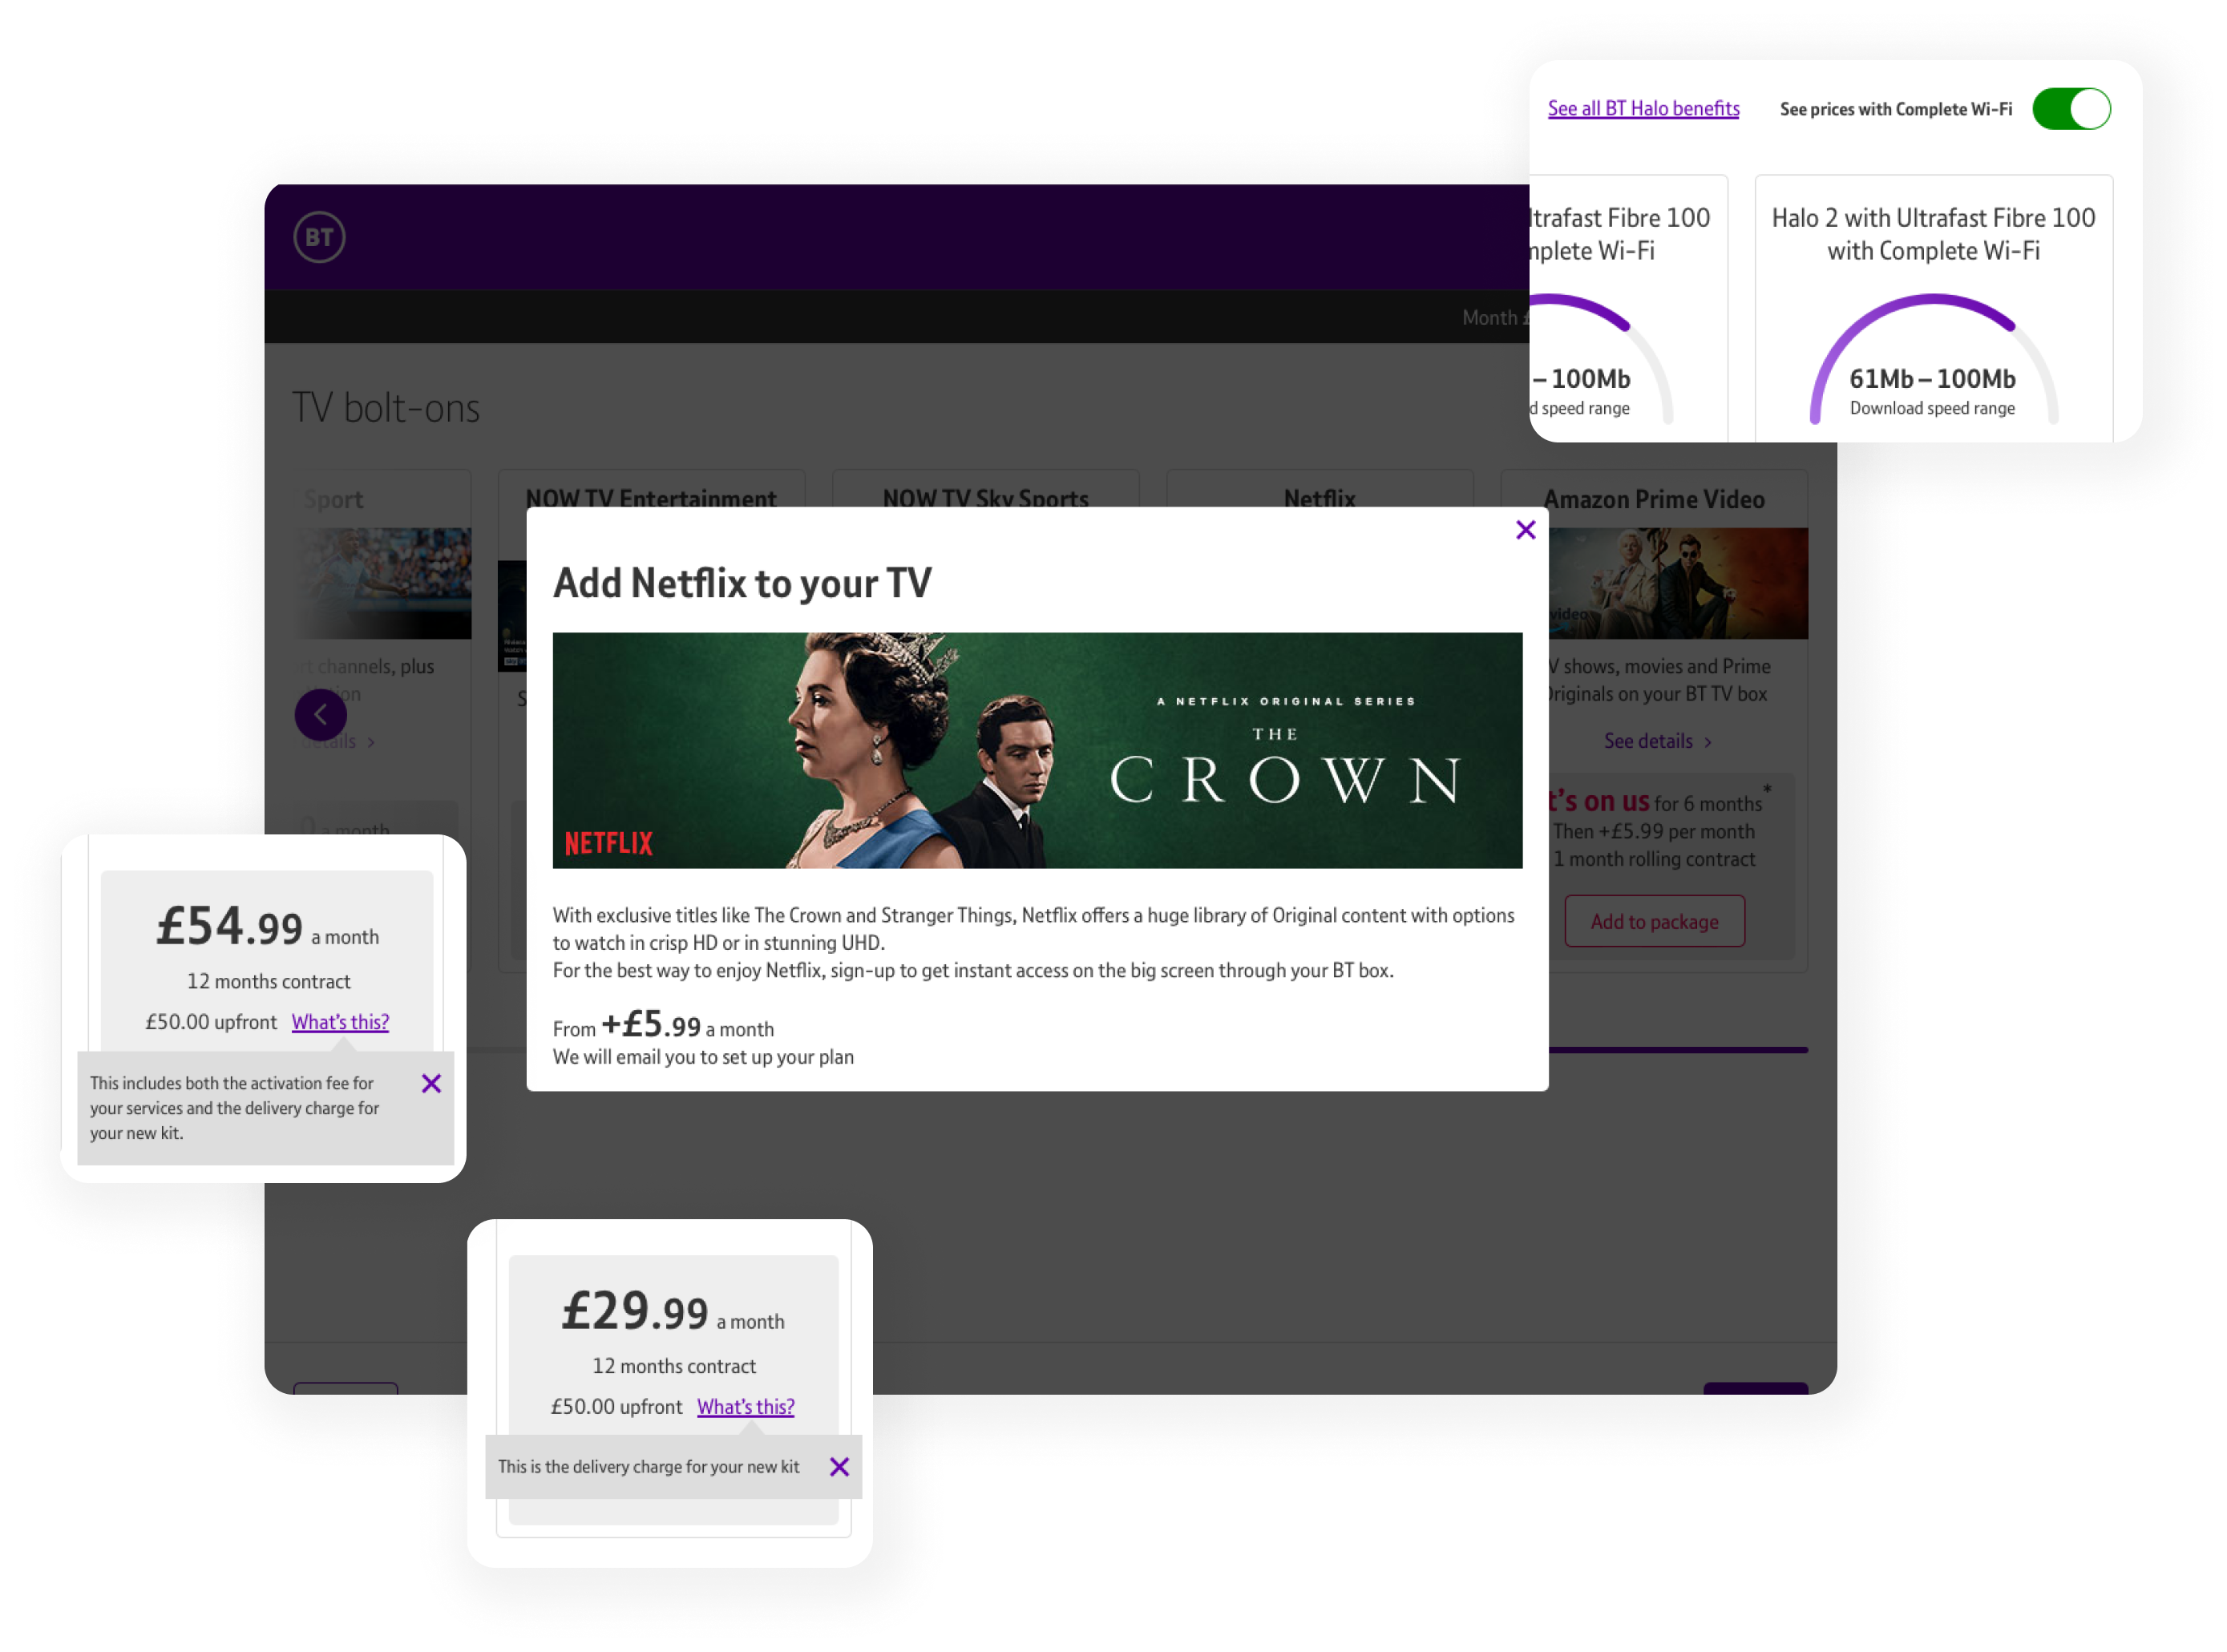 See all BT Halo benefits
See prices with Complete Wi-Fi
ltrafast Fibre 100
mplete Wi-Fi
– 100Mb
d speed range
Halo 2 with Ultrafast Fibre 100
with Complete Wi-Fi
61Mb – 100Mb
Download speed range
BT
Month £
TV bolt-ons
Sport
rt channels, plus
details >
a month
NOW TV Entertainment
sky
S
NOW TV Sky Sports
Netflix
Amazon Prime Video
video
V shows, movies and Prime
Originals on your BT TV box
See details >
t's on us for 6 months*
Then +£5.99 per month
1 month rolling contract
Add to package
Add Netflix to your TV
A NETFLIX ORIGINAL SERIES
THE
CROWN
NETFLIX
With exclusive titles like The Crown and Stranger Things, Netflix offers a huge library of Original content with options
to watch in crisp HD or in stunning UHD.
For the best way to enjoy Netflix, sign-up to get instant access on the big screen through your BT box.
From +£5.99 a month
We will email you to set up your plan
£54.99 a month
12 months contract
£50.00 upfront What's this?
This includes both the activation fee for
your services and the delivery charge for
your new kit.
£29.99 a month
12 months contract
£50.00 upfront What's this?
This is the delivery charge for your new kit